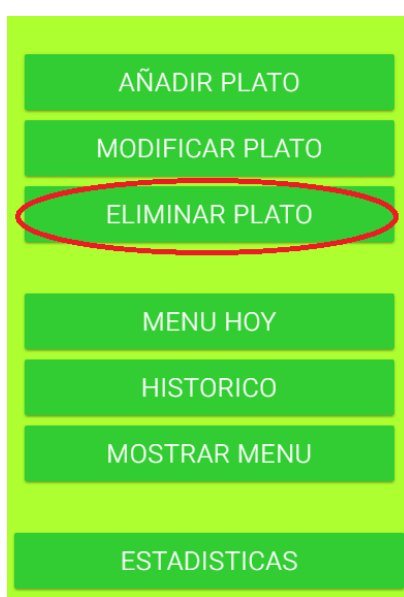 AÑADIR PLATO
MODIFICAR PLATO
ELIMINAR PLATO
MENU HOY
HISTORICO
MOSTRAR MENU
ESTADISTICAS